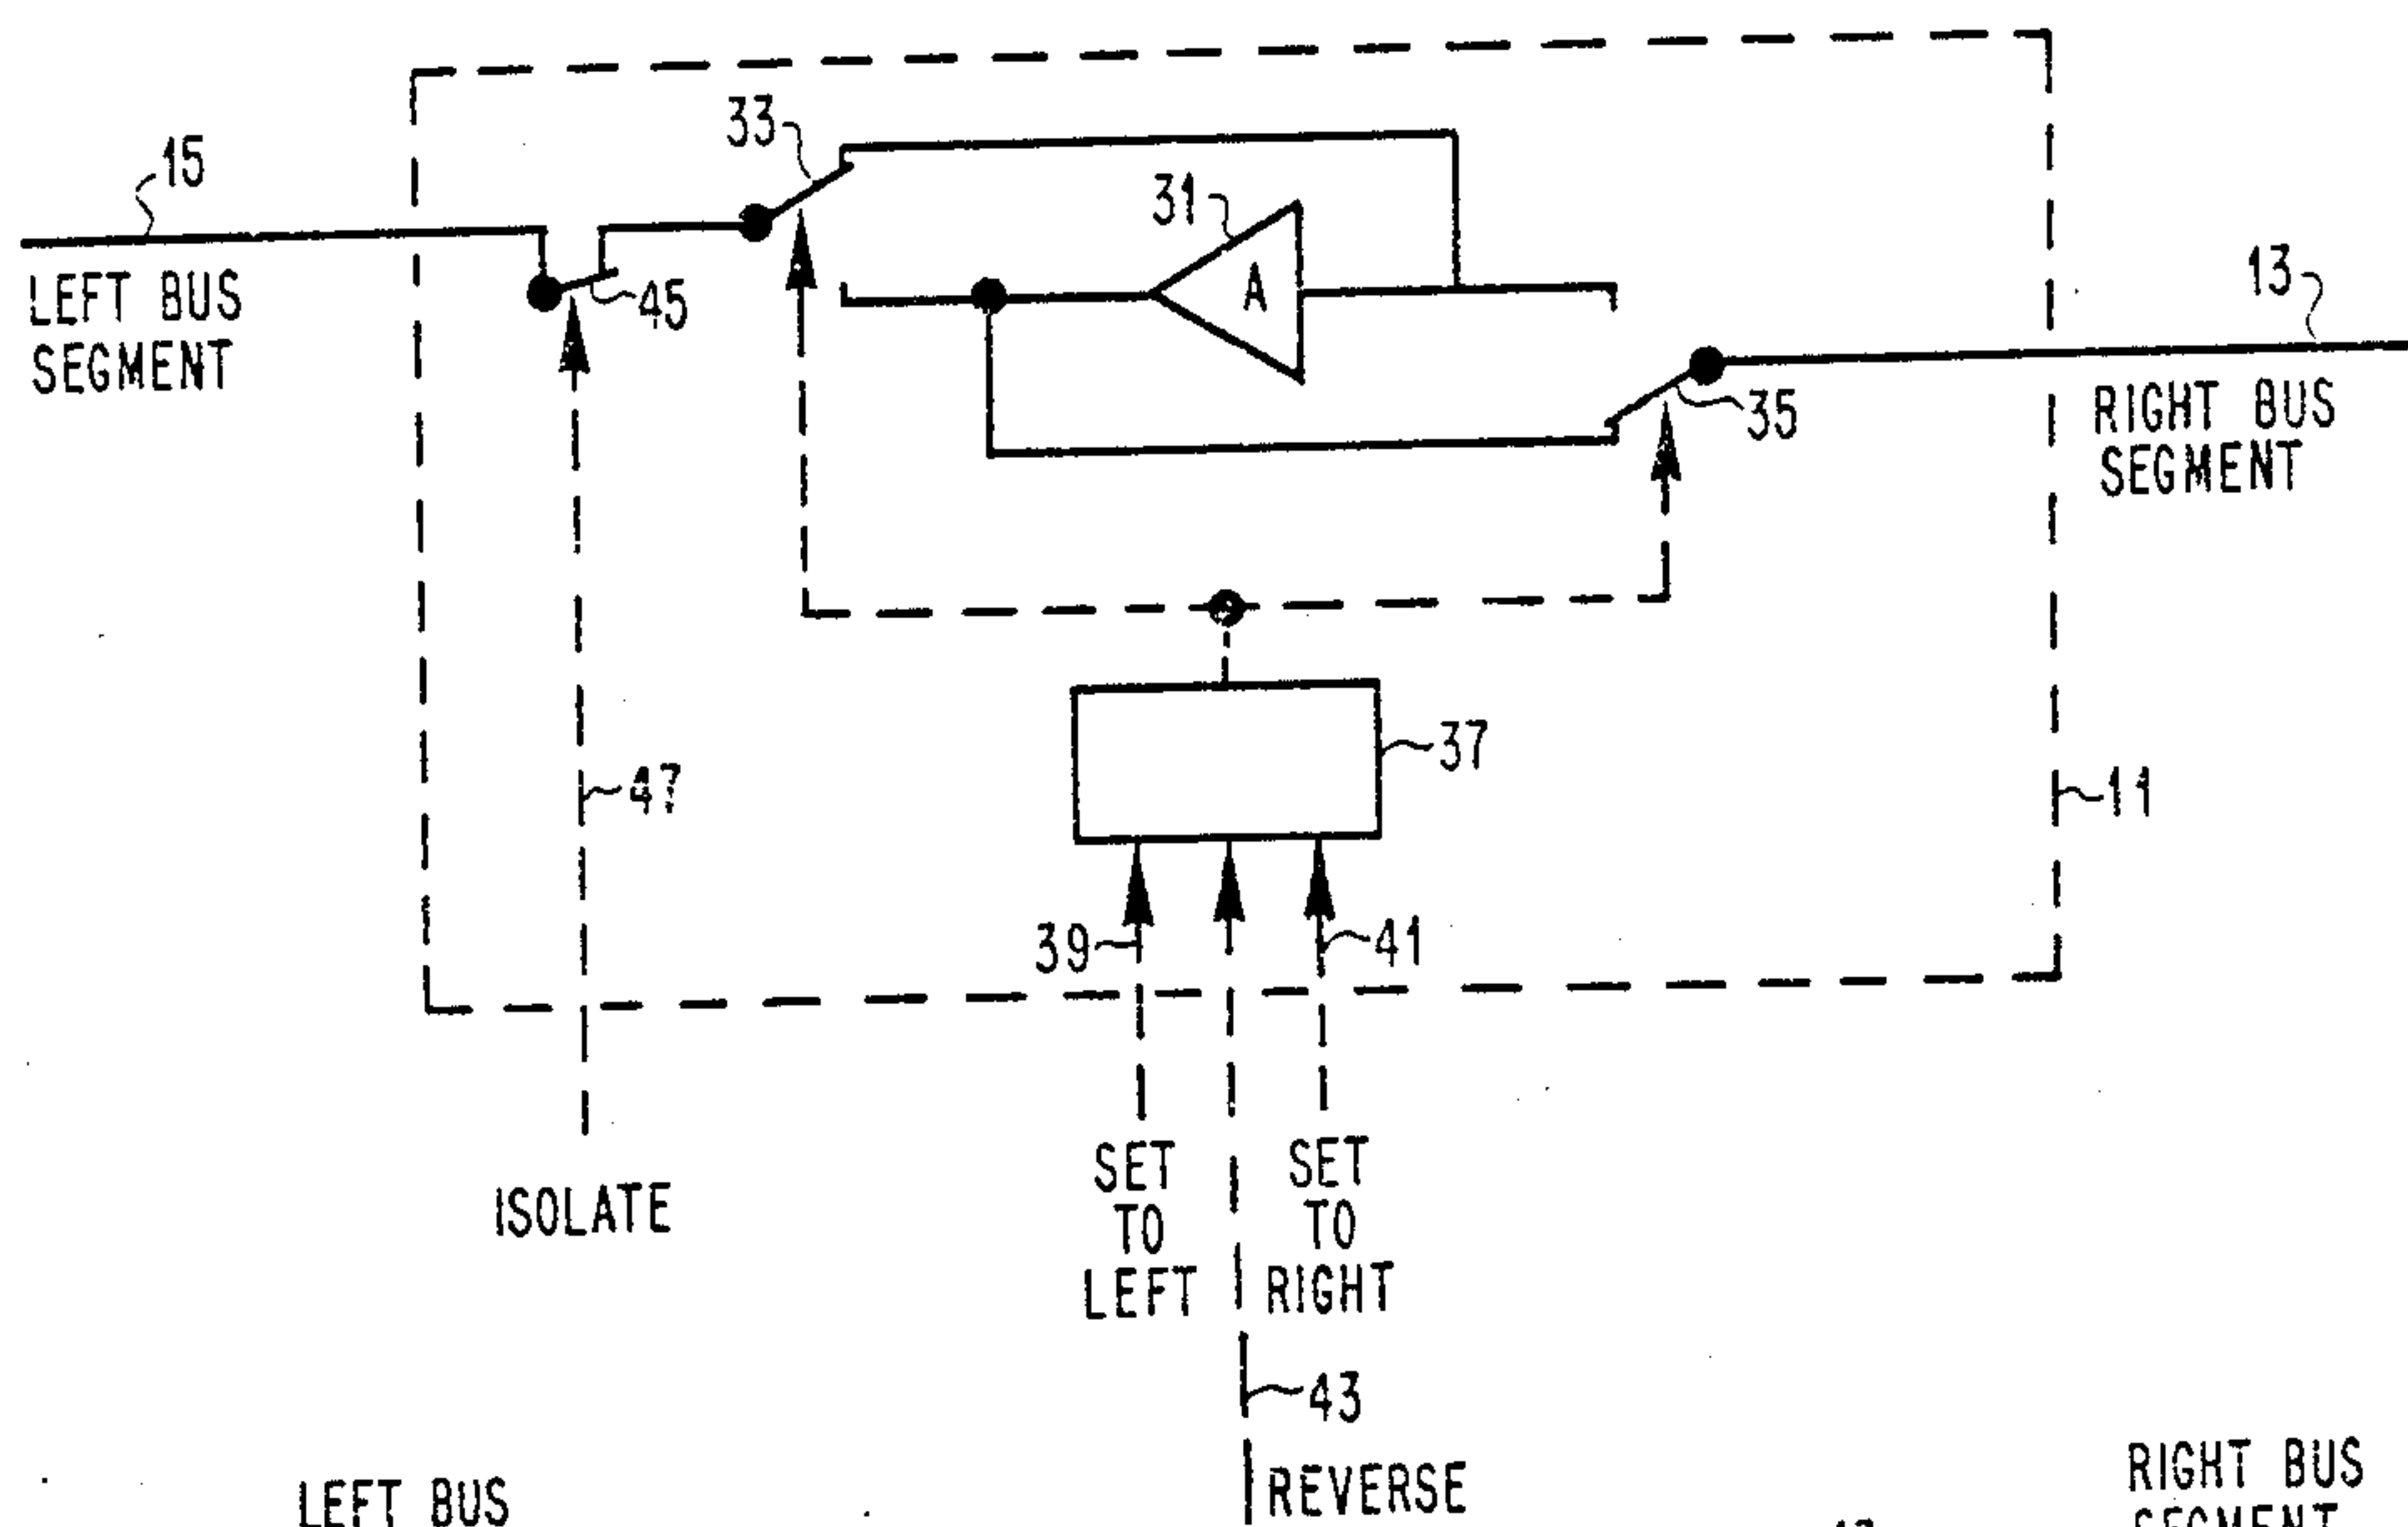 33
15
31
A
13
LEFT BUS
SEGMENT
45
35
RIGHT BUS
SEGMENT
37
47
11
39
41
ISOLATE
SET
TO
LEFT
SET
TO
RIGHT
43
REVERSE
LEFT BUS
RIGHT BUS
SEGMENT